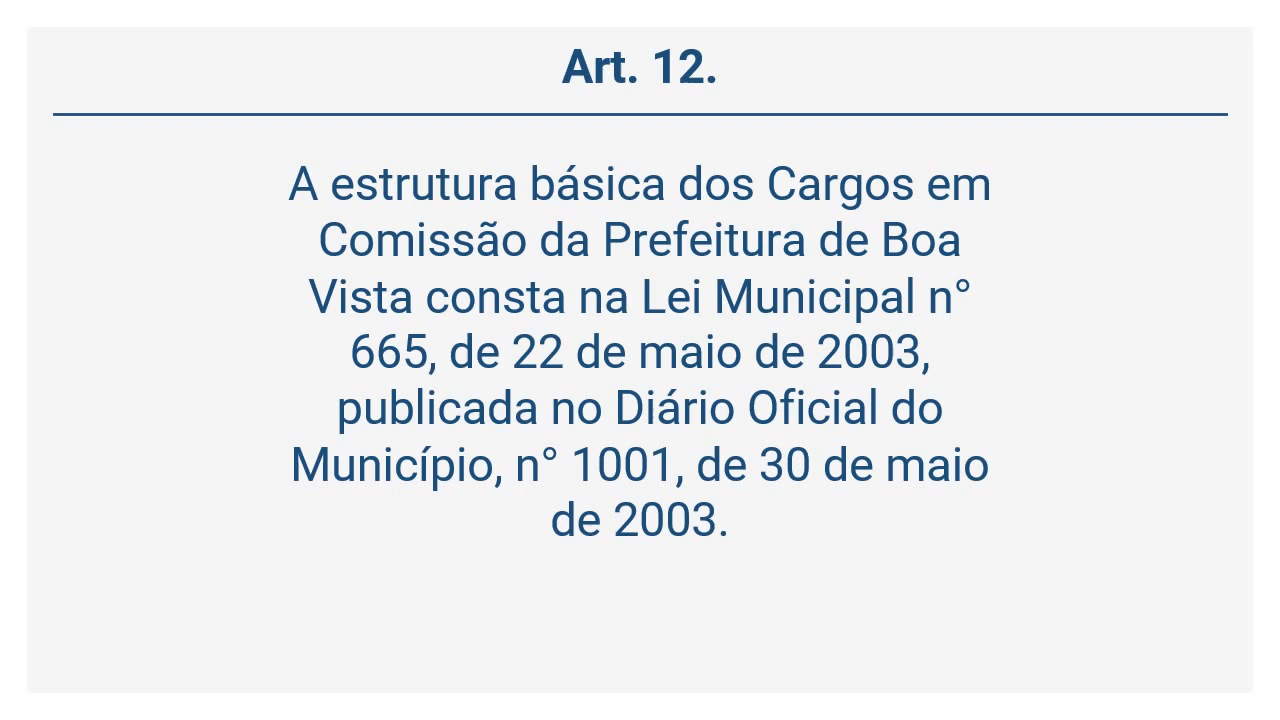 Art. 12.
A estrutura básica dos Cargos em
Comissão da Prefeitura de Boa
Vista consta na Lei Municipal n°
665, de 22 de maio de 2003,
publicada no Diário Oficial do
Município, n° 1001, de 30 de maio
de 2003.